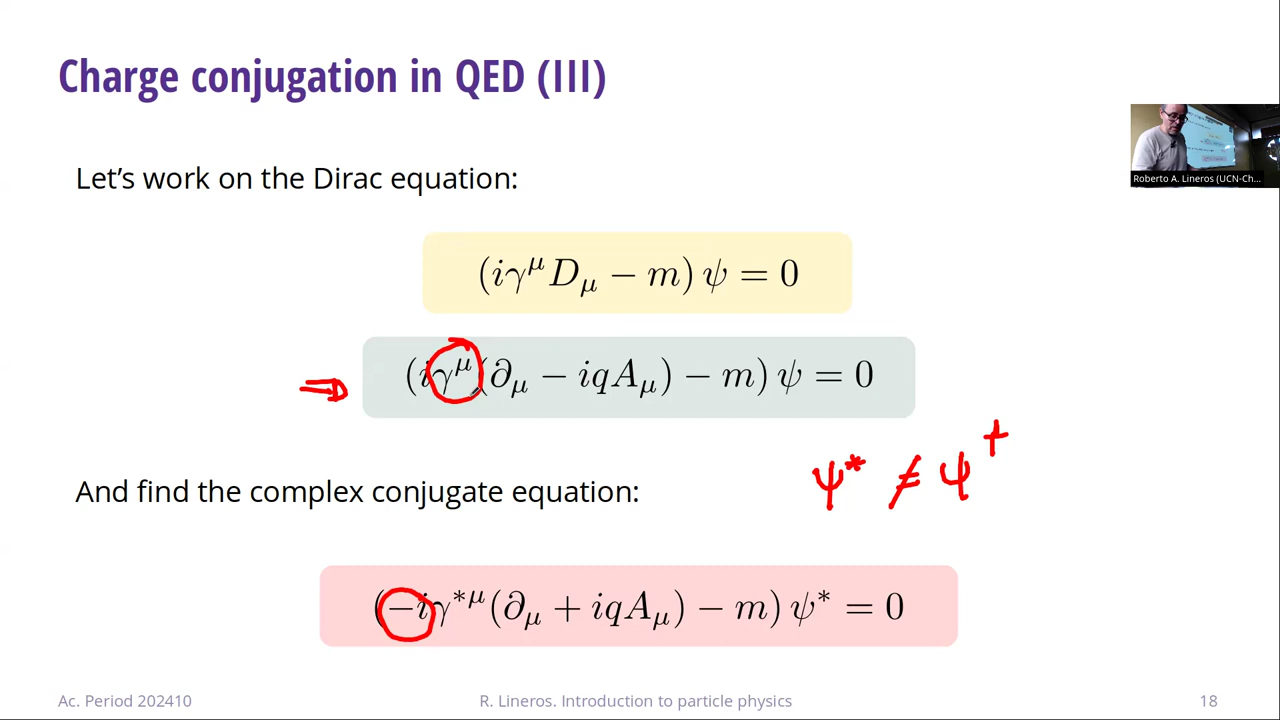 Charge conjugation in QED (III)
Let's work on the Dirac equation:
Roberto A. Lineros (UCN-Ch...
(iγ^μ D_μ − m) ψ = 0
⇒ (iγ^μ (∂_μ − iqA_μ) − m) ψ = 0
ψ* ≠ ψ†
And find the complex conjugate equation:
(−iγ*^μ (∂_μ + iqA_μ) − m) ψ* = 0
Ac. Period 202410 R. Lineros. Introduction to particle physics 18